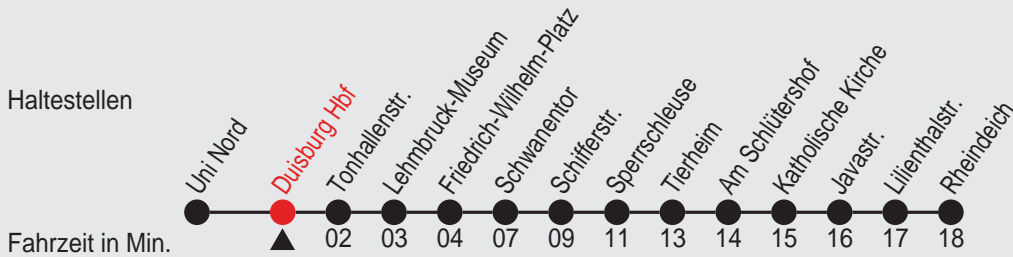 Haltestellen
Uni Nord
Duisburg Hbf
Tonhallenstr.
Lehmbruck-Museum
Friedrich-Wilhelm-Platz
Schwanentor
Schifferstr.
Sperrschleuse
Tierheim
Am Schlütershof
Katholische Kirche
Javastr.
Lilienthalstr.
Rheindeich
Fahrzeit in Min. 02 03 04 07 09 11 13 14 15 16 17 18